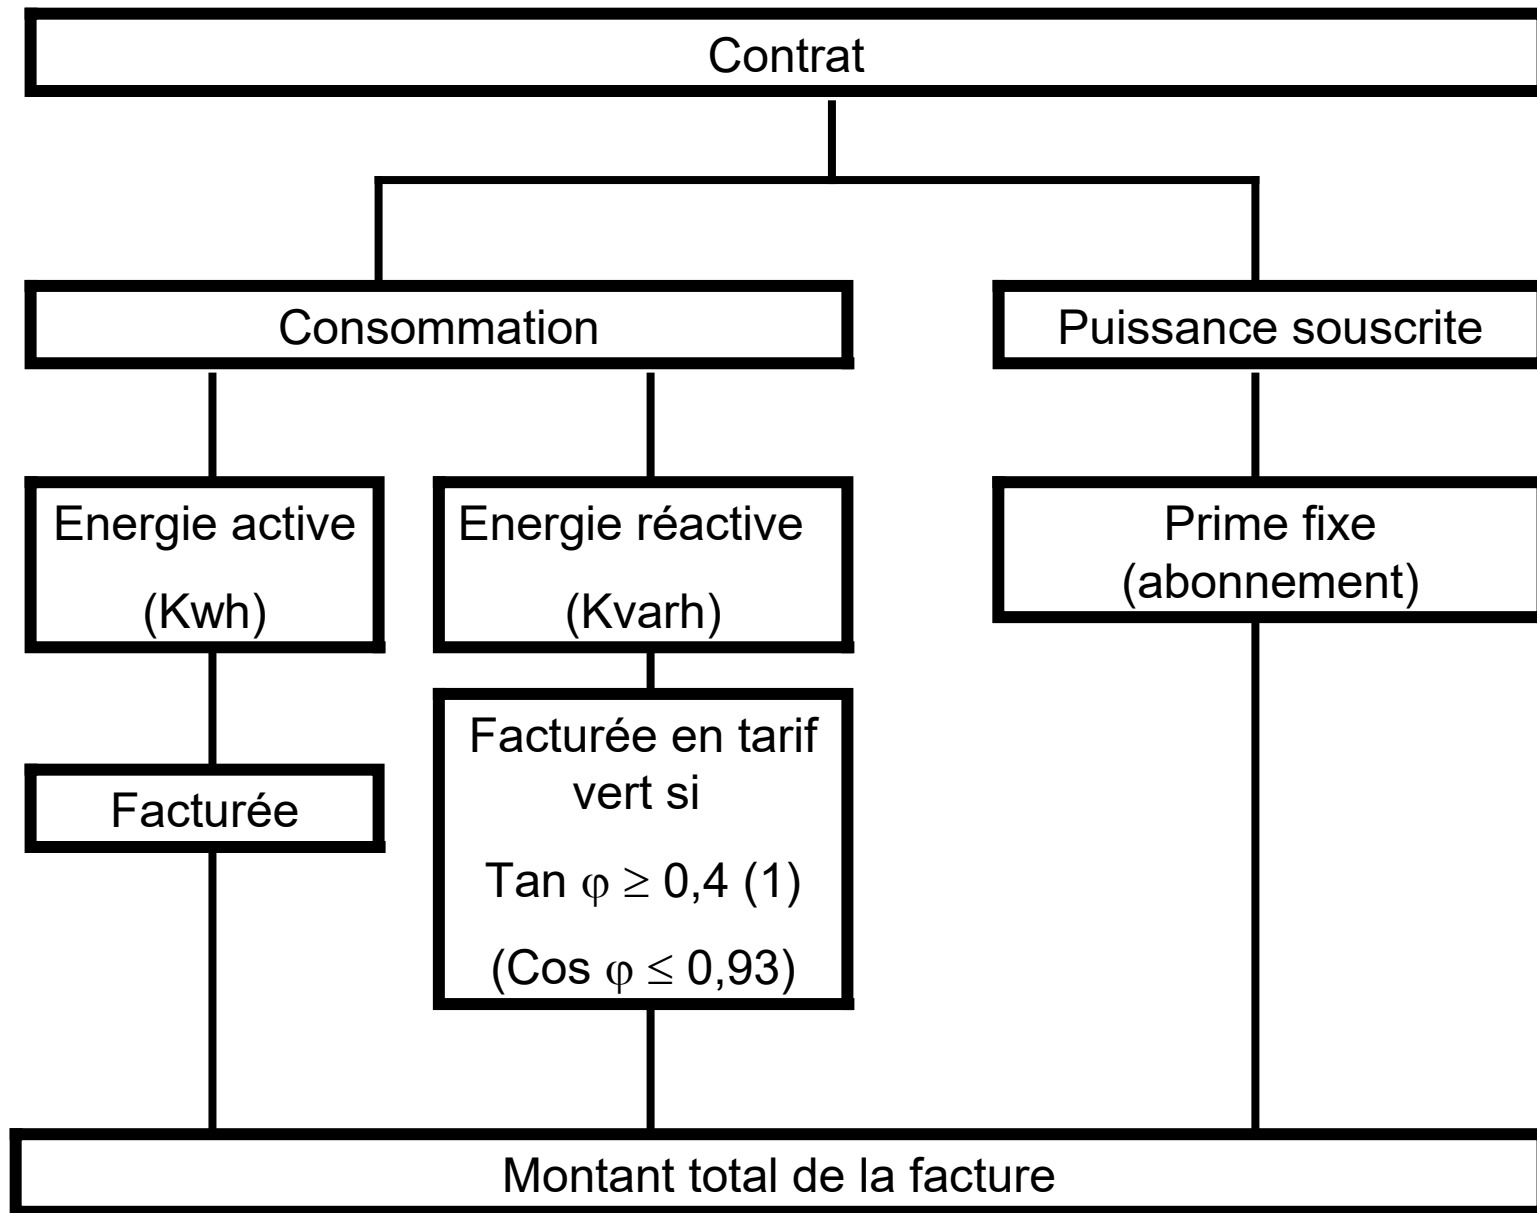 Contrat
Consommation
Puissance souscrite
Energie active
(Kwh)
Energie réactive
(Kvarh)
Prime fixe
(abonnement)
Facturée
Facturée en tarif
vert si
Tan φ ≥ 0,4 (1)
(Cos φ ≤ 0,93)
Montant total de la facture